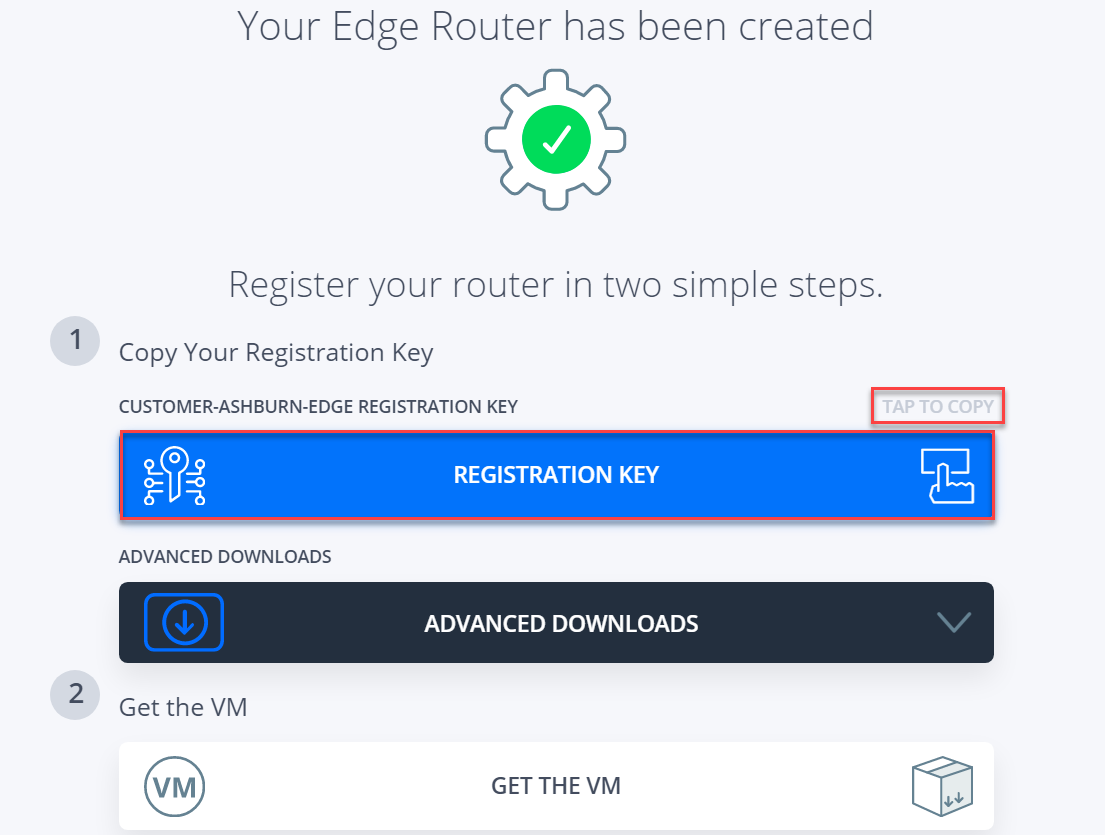 Your Edge Router has been created
Register your router in two simple steps.
1
Copy Your Registration Key
CUSTOMER-ASHBURN-EDGE REGISTRATION KEY
TAP TO COPY
REGISTRATION KEY
ADVANCED DOWNLOADS
ADVANCED DOWNLOADS
2
Get the VM
VM
GET THE VM